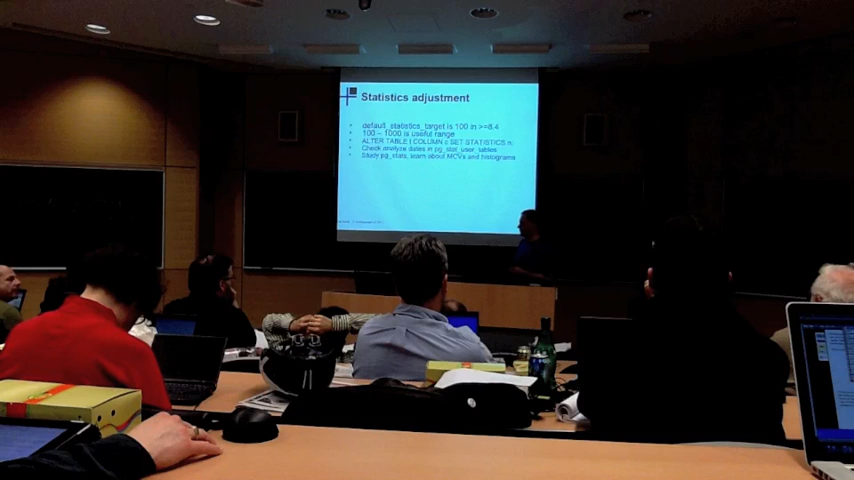 Statistics adjustment
default_statistics_target is 100 in >=8.4
100 – 1000 is useful range
ALTER TABLE t COLUMN c SET STATISTICS n;
Check analyze dates in pg_stat_user_tables
Study pg_stats, learn about MCVs and histograms